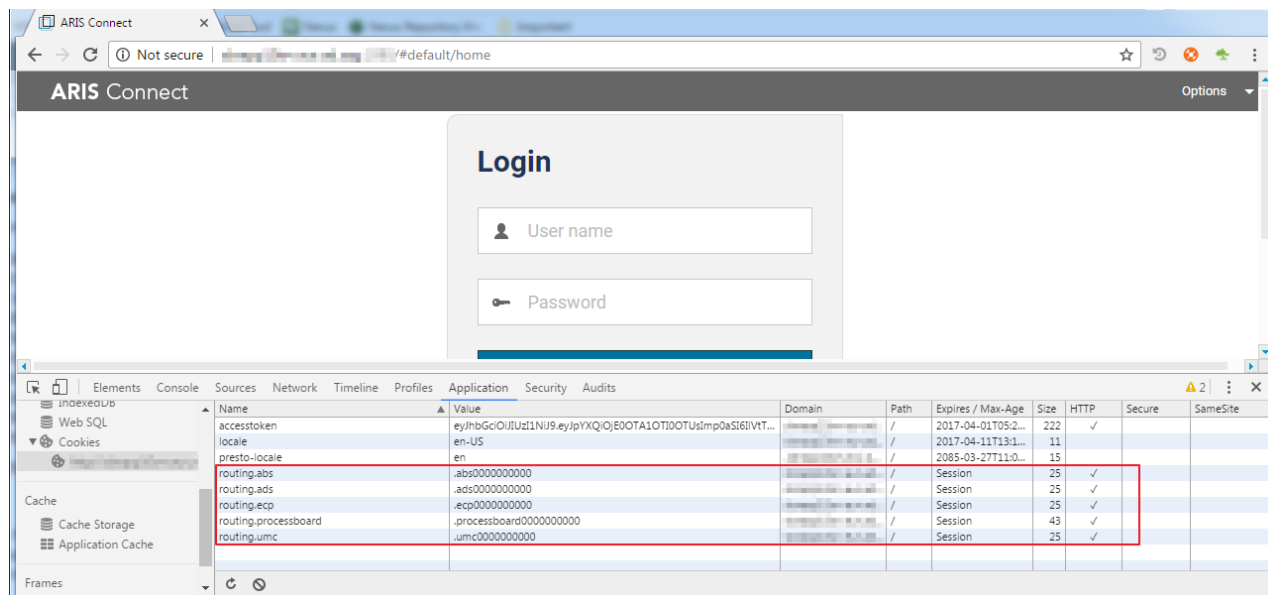 ARIS Connect
Not secure /#default/home
ARIS Connect Options
Login
User name
Password
Elements Console Sources Network Timeline Profiles Application Security Audits 2
IndexedDB
Web SQL
Cookies
Cache
Cache Storage
Application Cache
Frames
Name Value Domain Path Expires / Max-Age Size HTTP Secure SameSite
accesstoken / 2017-04-01T05:2... 222 ✓
locale en-US / 2017-04-11T13:1... 11
presto-locale en / 2085-03-27T11:0... 15
routing.abs .abs0000000000 / Session 25 ✓
routing.ads .ads0000000000 / Session 25 ✓
routing.ecp .ecp0000000000 / Session 25 ✓
routing.processboard .processboard0000000000 / Session 43 ✓
routing.umc .umc0000000000 / Session 25 ✓